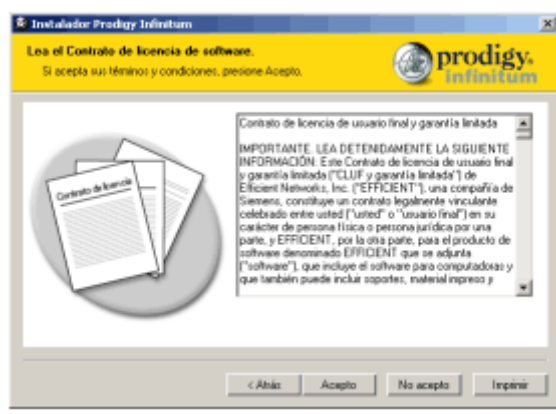 Instalador Prodigy Infinitum
Lea el Contrato de licencia de software.
Si acepta sus términos y condiciones, presione Acepto.
prodigy
infinitum
Contrato de licencia
Contrato de licencia de usuario final y garantía limitada
IMPORTANTE. LEA DETENIDAMENTE LA SIGUIENTE
INFORMACIÓN: Este Contrato de licencia de usuario final
y garantía limitada ("CLUF y garantía limitada") de
Efficient Networks, Inc. ("EFFICIENT"), una compañía de
Siemens, constituye un contrato legalmente vinculante
celebrado entre usted ("usted" o "usuario final") en su
carácter de persona física o persona jurídica por una
parte, y EFFICIENT, por la otra parte, para el producto de
software denominado EFFICIENT que se adjunta
("software"), que incluye el software para computadoras y
que también puede incluir soportes, material impreso y
< Atrás
Acepto
No acepto
Imprimir